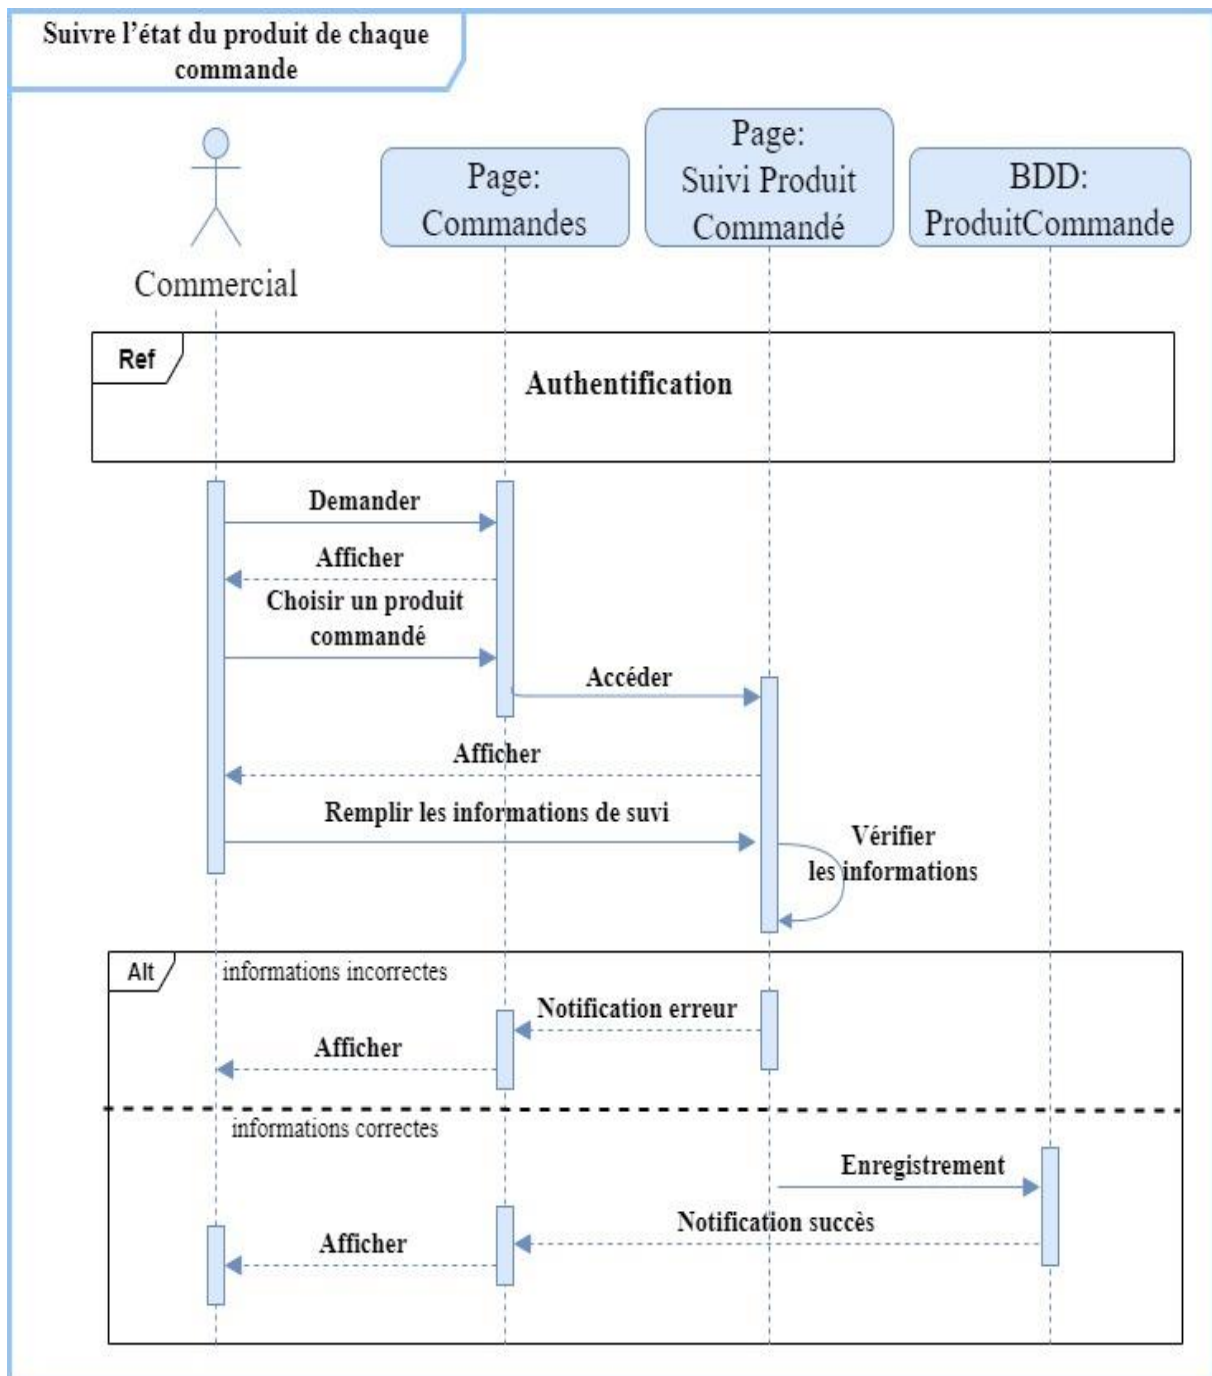 Suivre l'état du produit de chaque
commande
Page:
Commandes
Page:
Suivi Produit
Commandé
BDD:
ProduitCommande
Commercial
Ref
Authentification
Demander
Afficher
Choisir un produit
commandé
Accéder
Afficher
Remplir les informations de suvi
Vérifier
les informations
Alt
informations incorrectes
Notification erreur
Afficher
informations correctes
Enregistrement
Notification succès
Afficher